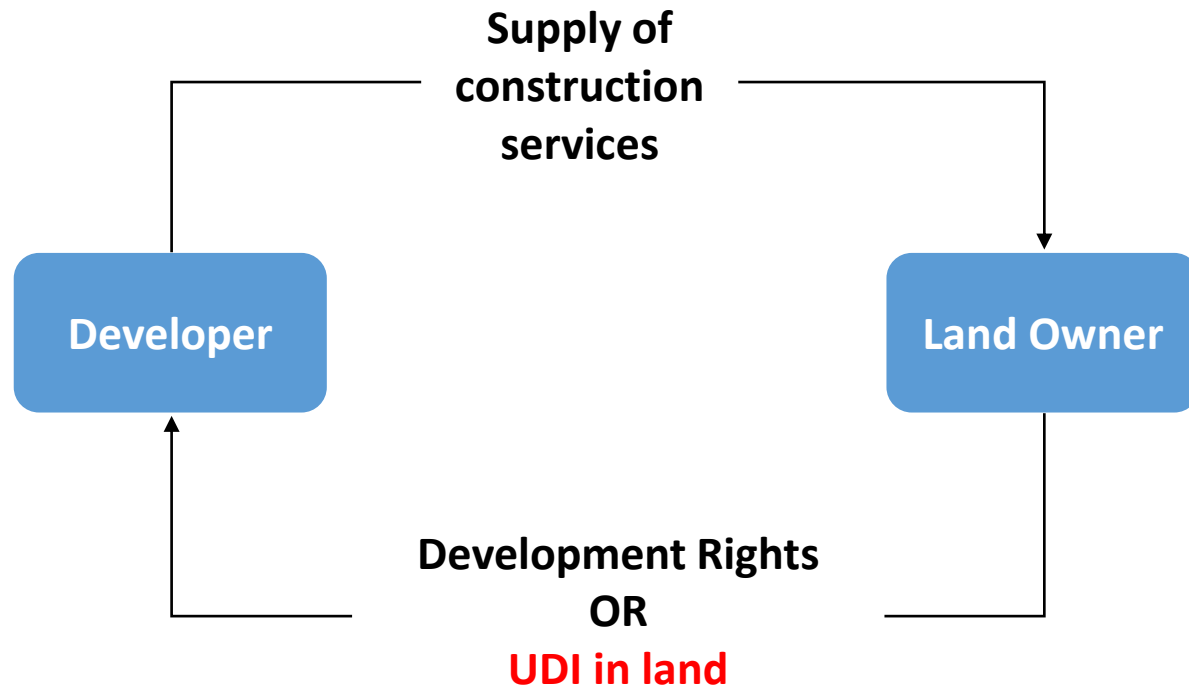 Supply of
construction
services
Developer
Land Owner
Development Rights
OR
UDI in land